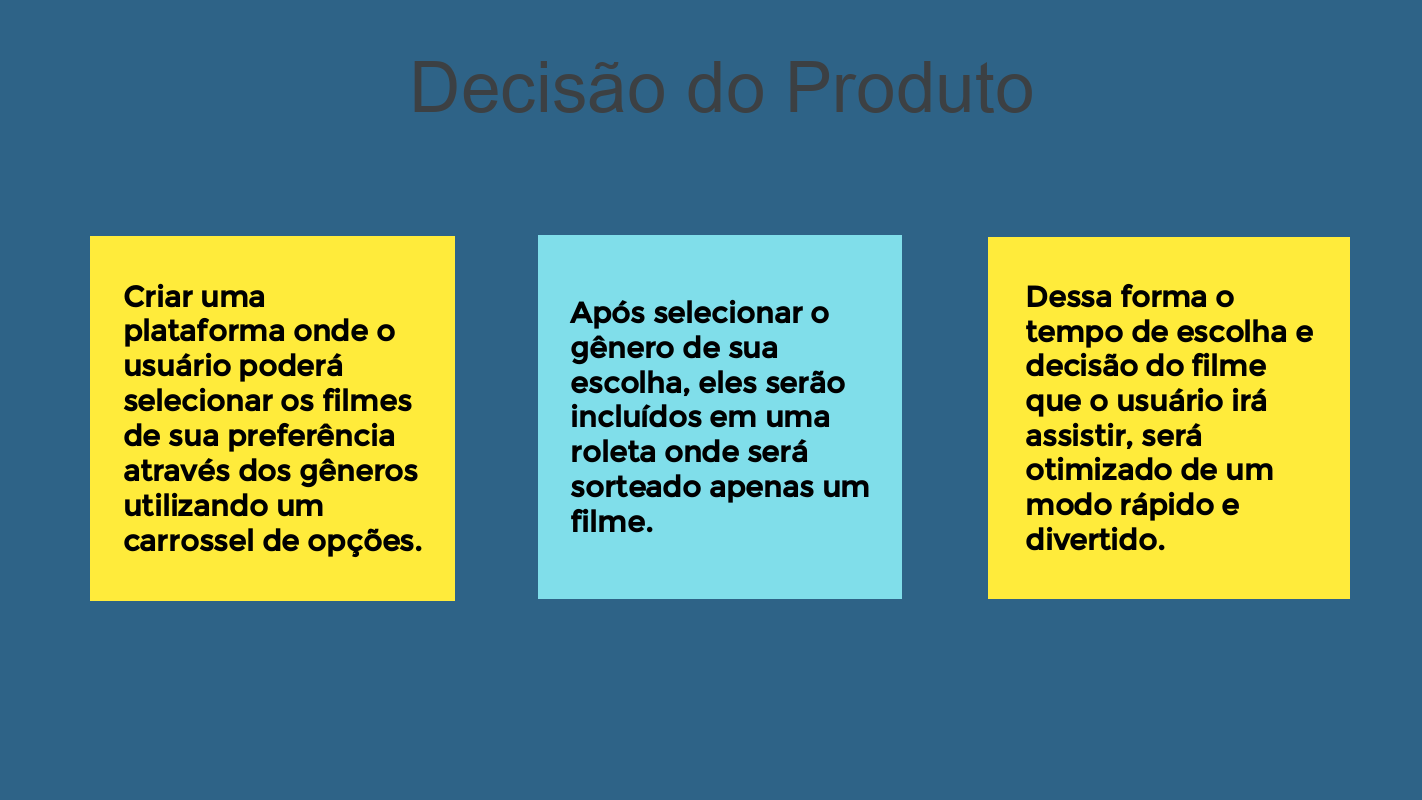 Decisão do Produto
Criar uma
plataforma onde o
usuário poderá
selecionar os filmes
de sua preferência
através dos gêneros
utilizando um
carrossel de opções.
Após selecionar o
gênero de sua
escolha, eles serão
incluídos em uma
roleta onde será
sorteado apenas um
filme.
Dessa forma o
tempo de escolha e
decisão do filme
que o usuário irá
assistir, será
otimizado de um
modo rápido e
divertido.